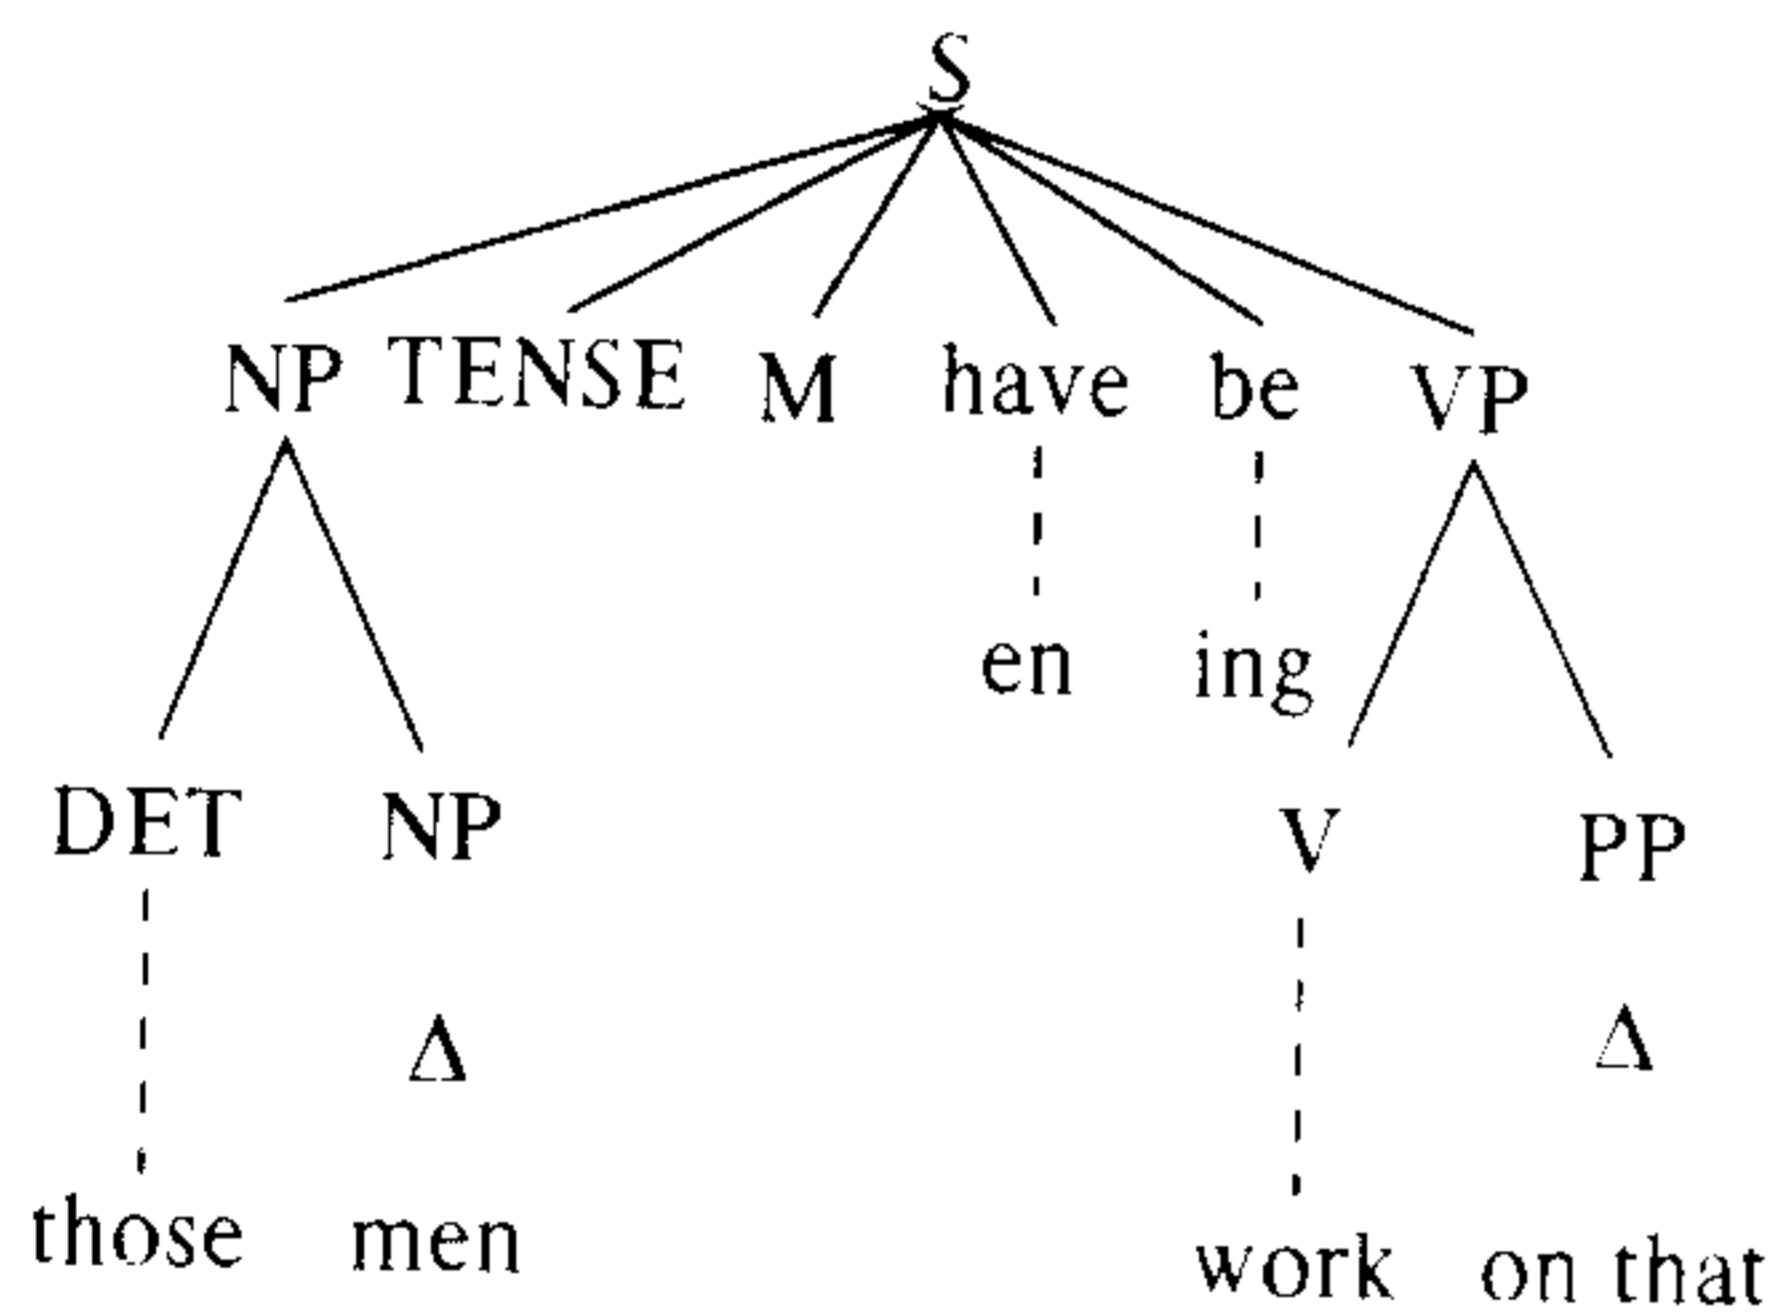 S
NP TENSE M have be VP
en ing
DET NP V PP
Δ Δ
those men work on that